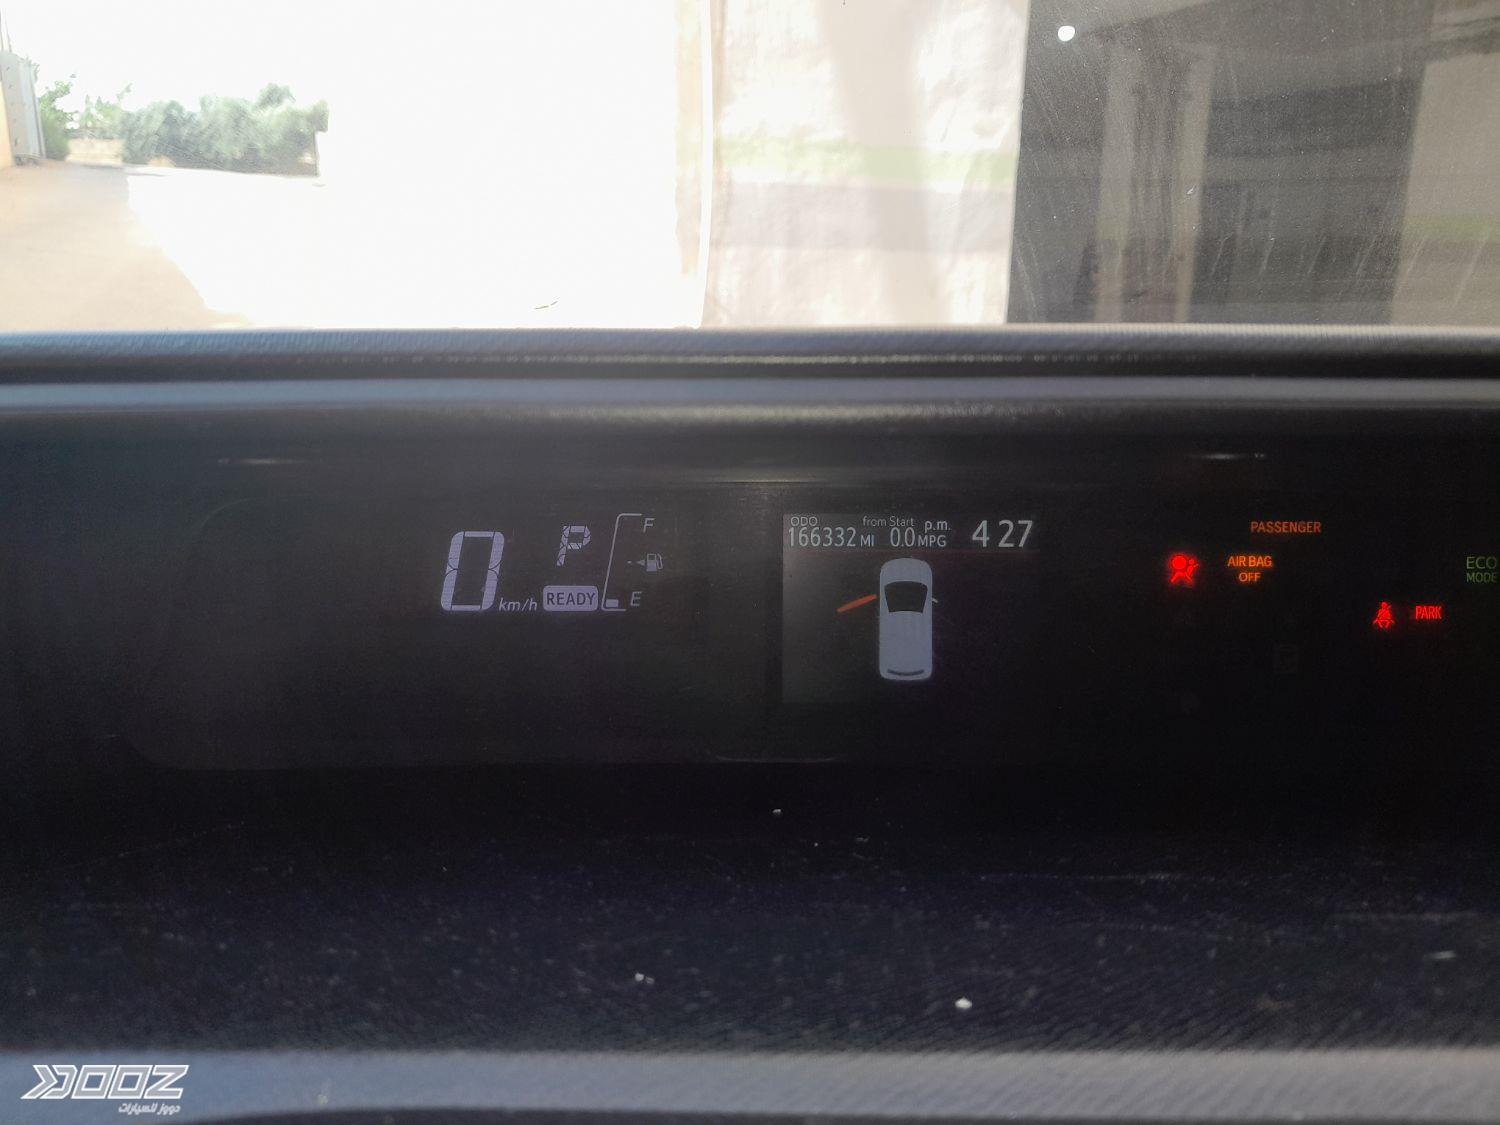 0 km/h
P
READY
F
E
ODO from Start p.m. 4 27
166332 MI 0.0 MPG
PASSENGER
AIR BAG
OFF
ECO
MODE
PARK
DOOZ
دووز للسيارات